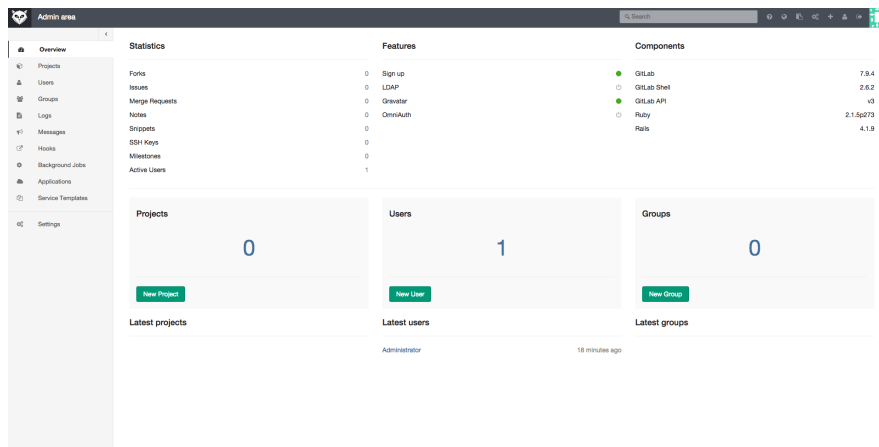 Admin area
Search
Overview
Projects
Users
Groups
Logs
Messages
Hooks
Background Jobs
Applications
Service Templates
Settings
Statistics
Forks 0
Issues 0
Merge Requests 0
Notes 0
Snippets 0
SSH Keys 0
Milestones 0
Active Users 1
Features
Sign up
LDAP
Gravatar
OmniAuth
Components
GitLab 7.9.4
GitLab Shell 2.6.2
GitLab API v3
Ruby 2.1.5p273
Rails 4.1.9
Projects
0
New Project
Users
1
New User
Groups
0
New Group
Latest projects
Latest users
Administrator 18 minutes ago
Latest groups